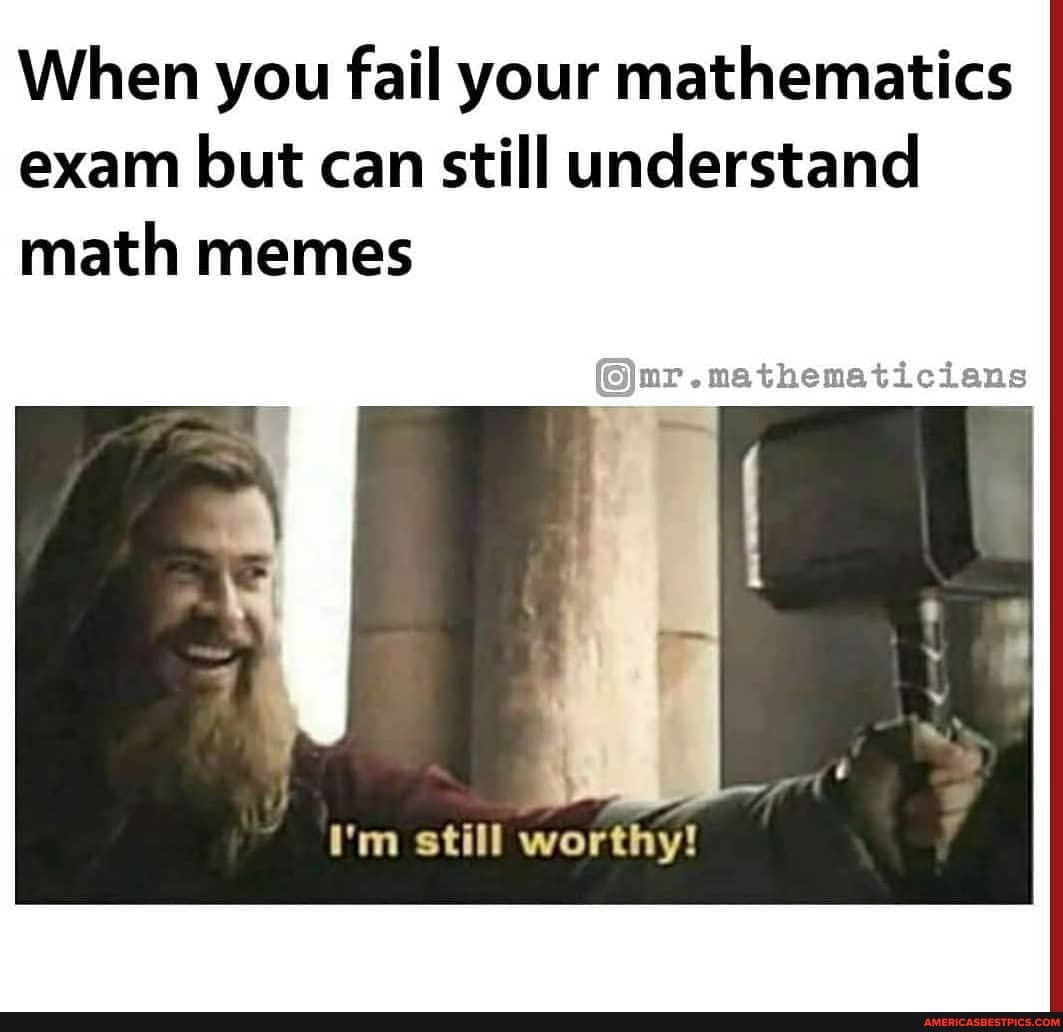 When you fail your mathematics
exam but can still understand
math memes
mr.mathematicians
I'm still worthy!
AMERICASBESTPICS.COM